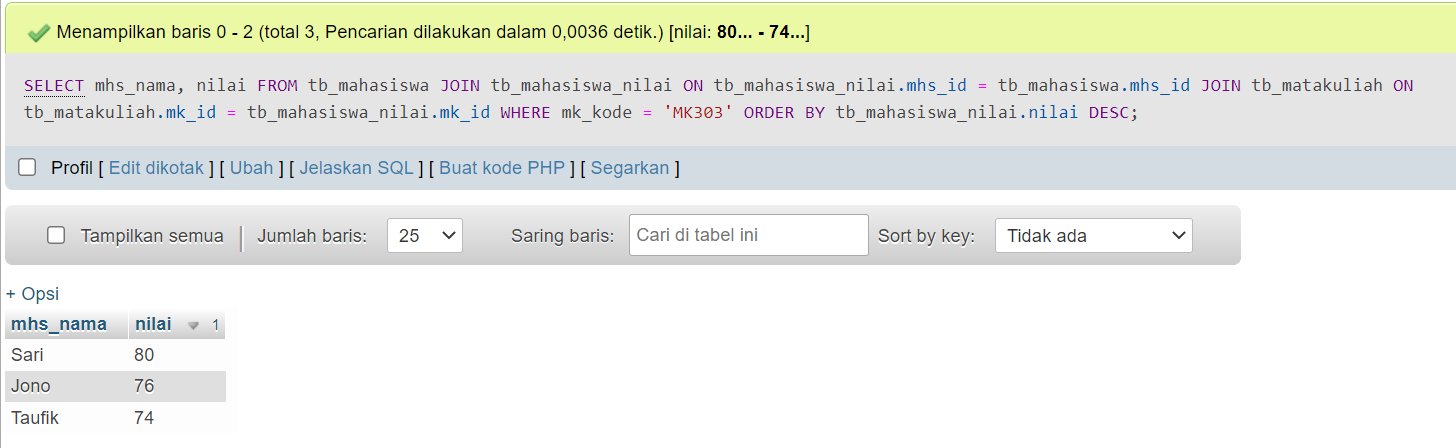 Menampilkan baris 0 - 2 (total 3, Pencarian dilakukan dalam 0,0036 detik.) [nilai: 80... - 74...]
SELECT mhs_nama, nilai FROM tb_mahasiswa JOIN tb_mahasiswa_nilai ON tb_mahasiswa_nilai.mhs_id = tb_mahasiswa.mhs_id JOIN tb_matakuliah ON
tb_matakuliah.mk_id = tb_mahasiswa_nilai.mk_id WHERE mk_kode = 'MK303' ORDER BY tb_mahasiswa_nilai.nilai DESC;
Profil [ Edit dikotak ] [ Ubah ] [ Jelaskan SQL ] [ Buat kode PHP ] [ Segarkan ]
Tampilkan semua Jumlah baris: 25 Saring baris: Cari di tabel ini Sort by key: Tidak ada
+ Opsi
mhs_nama nilai 1
Sari 80
Jono 76
Taufik 74